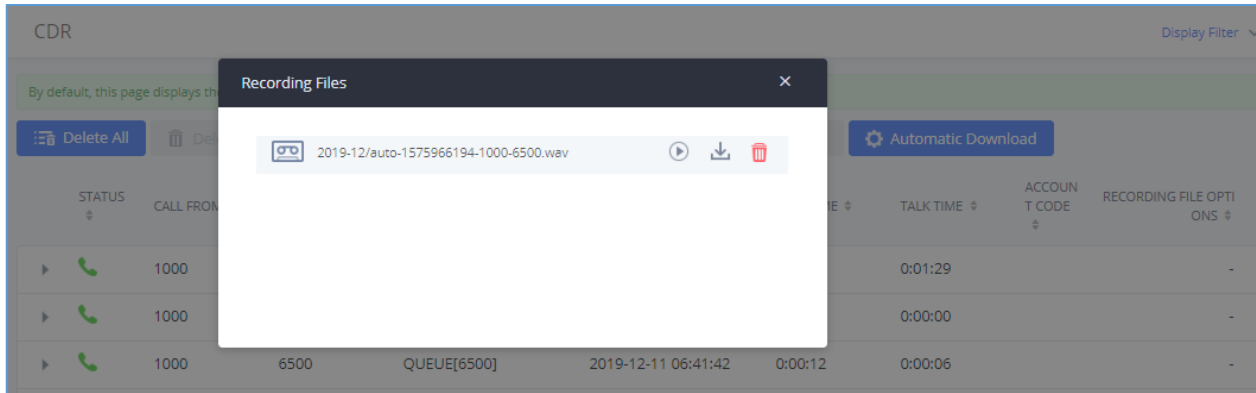 CDR
Display Filter
By default, this page displays th
Recording Files
Delete All
Automatic Download
2019-12/auto-1575966194-1000-6500.wav
STATUS
CALL FROM
TALK TIME
ACCOUN
T CODE
RECORDING FILE OPTI
ONS
1000 0:01:29 -
1000 0:00:00 -
1000 6500 QUEUE[6500] 2019-12-11 06:41:42 0:00:12 0:00:06 -